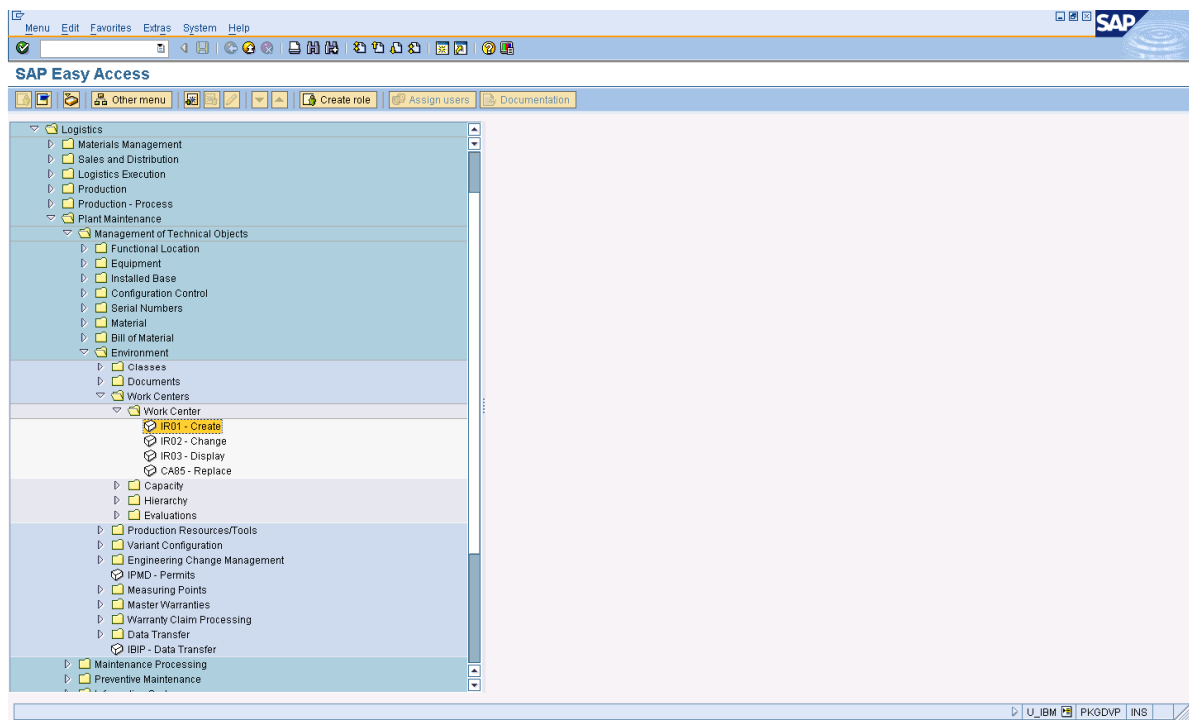 Menu Edit Favorites Extras System Help
SAP
SAP Easy Access
Other menu Create role Assign users Documentation
Logistics
Materials Management
Sales and Distribution
Logistics Execution
Production
Production - Process
Plant Maintenance
Management of Technical Objects
Functional Location
Equipment
Installed Base
Configuration Control
Serial Numbers
Material
Bill of Material
Environment
Classes
Documents
Work Centers
Work Center
IR01 - Create
IR02 - Change
IR03 - Display
CA85 - Replace
Capacity
Hierarchy
Evaluations
Production Resources/Tools
Variant Configuration
Engineering Change Management
IPMD - Permits
Measuring Points
Master Warranties
Warranty Claim Processing
Data Transfer
IBIP - Data Transfer
Maintenance Processing
Preventive Maintenance
U_IBM PKGDVP INS